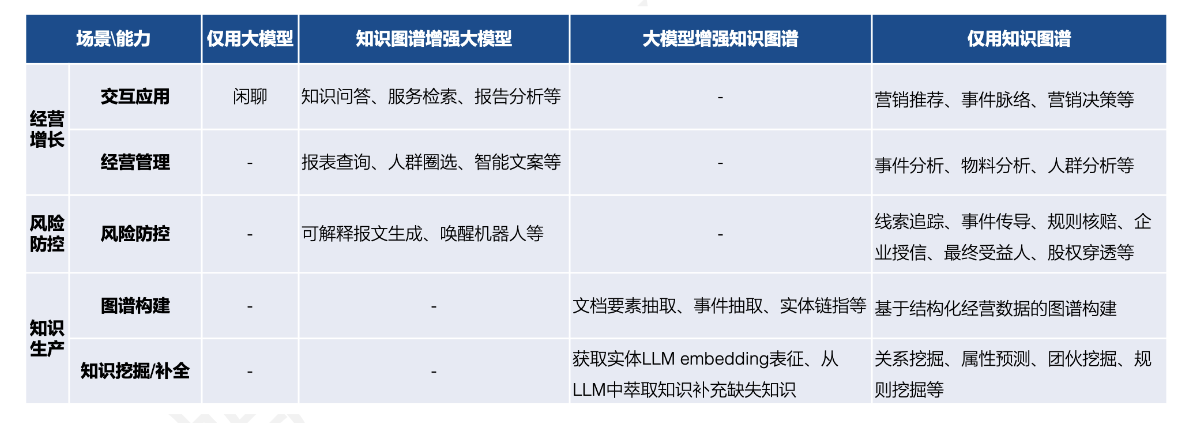 场景\能力 仅用大模型 知识图谱增强大模型 大模型增强知识图谱 仅用知识图谱
经营
增长
交互应用 闲聊 知识问答、服务检索、报告分析等 - 营销推荐、事件脉络、营销决策等
经营管理 - 报表查询、人群圈选、智能文案等 - 事件分析、物料分析、人群分析等
风险
防控
风险防控 - 可解释报文生成、唤醒机器人等 - 线索追踪、事件传导、规则核赔、企
业授信、最终受益人、股权穿透等
知识
生产
图谱构建 - - 文档要素抽取、事件抽取、实体链指等 基于结构化经营数据的图谱构建
知识挖掘/补全 - - 获取实体LLM embedding表征、从
LLM中萃取知识补充缺失知识
关系挖掘、属性预测、团伙挖掘、规
则挖掘等